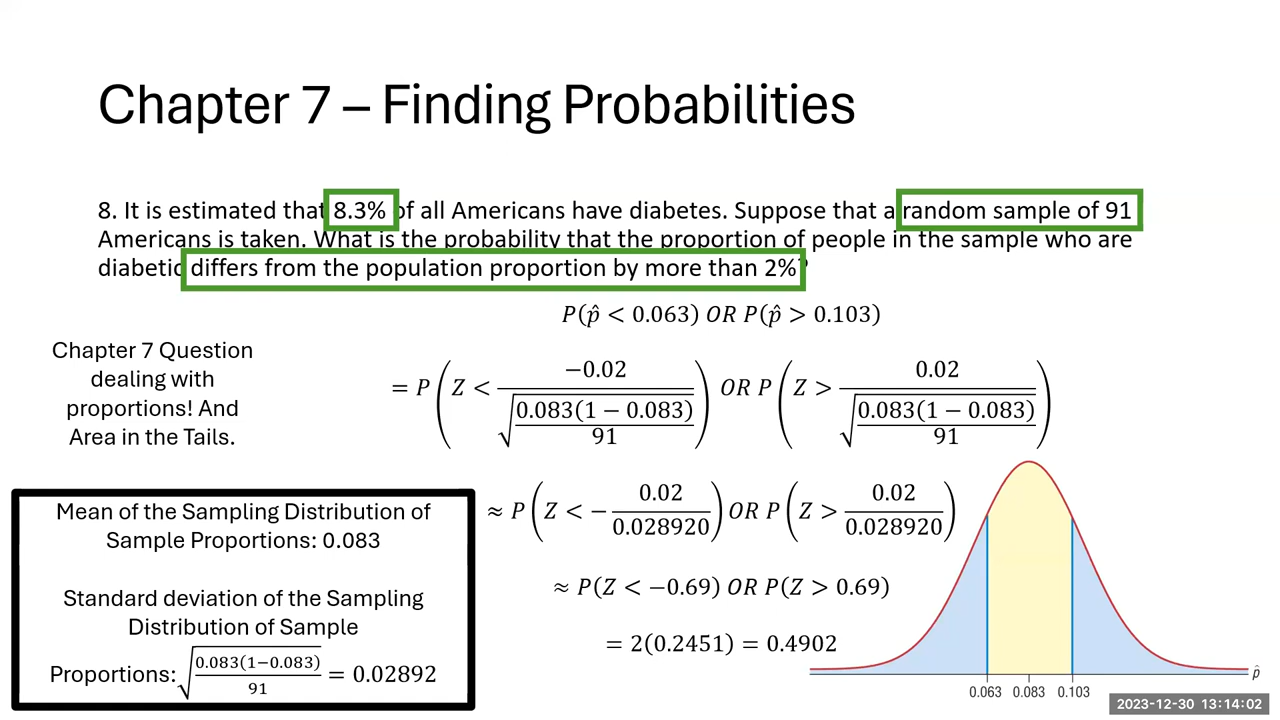 Chapter 7 – Finding Probabilities
8. It is estimated that 8.3% of all Americans have diabetes. Suppose that a random sample of 91
Americans is taken. What is the probability that the proportion of people in the sample who are
diabetic differs from the population proportion by more than 2%?
P(p̂ < 0.063) OR P(p̂ > 0.103)
Chapter 7 Question
dealing with
proportions! And
Area in the Tails.
= P(Z < −0.02 / √(0.083(1 − 0.083) / 91)) OR P(Z > 0.02 / √(0.083(1 − 0.083) / 91))
≈ P(Z < − 0.02 / 0.028920) OR P(Z > 0.02 / 0.028920)
≈ P(Z < −0.69) OR P(Z > 0.69)
= 2(0.2451) = 0.4902
Mean of the Sampling Distribution of
Sample Proportions: 0.083
Standard deviation of the Sampling
Distribution of Sample
Proportions: √(0.083(1−0.083) / 91) = 0.02892
0.063 0.083 0.103 p̂
2023-12-30 13:14:02